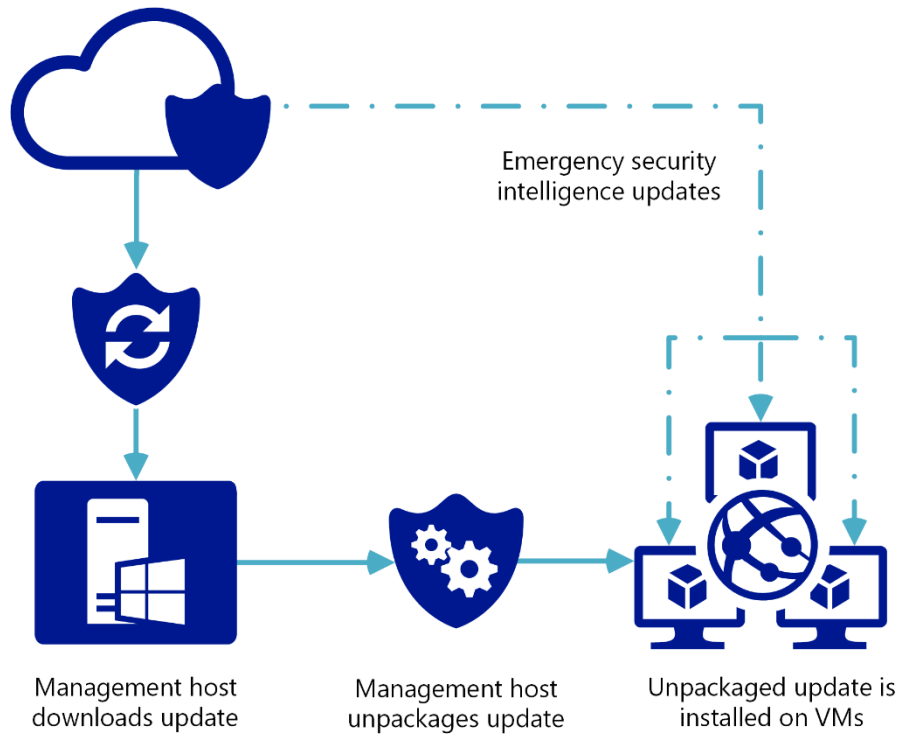 Emergency security
intelligence updates
Management host
downloads update
Management host
unpackages update
Unpackaged update is
installed on VMs